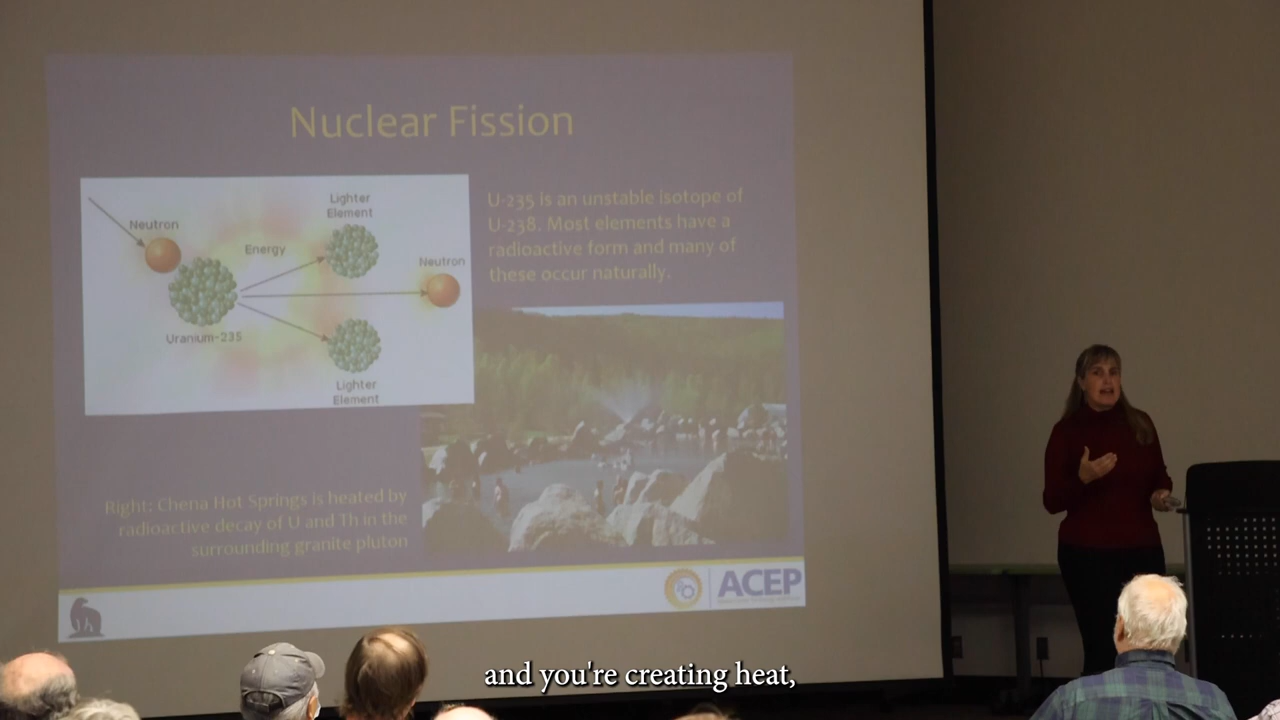 Nuclear Fission
Neutron
Energy
Lighter
Element
Neutron
Uranium-235
Lighter
Element
U-235 is an unstable isotope of
U-238. Most elements have a
radioactive form and many of
these occur naturally.
Right: Chena Hot Springs is heated by
radioactive decay of U and Th in the
surrounding granite pluton
ACEP
and you're creating heat,